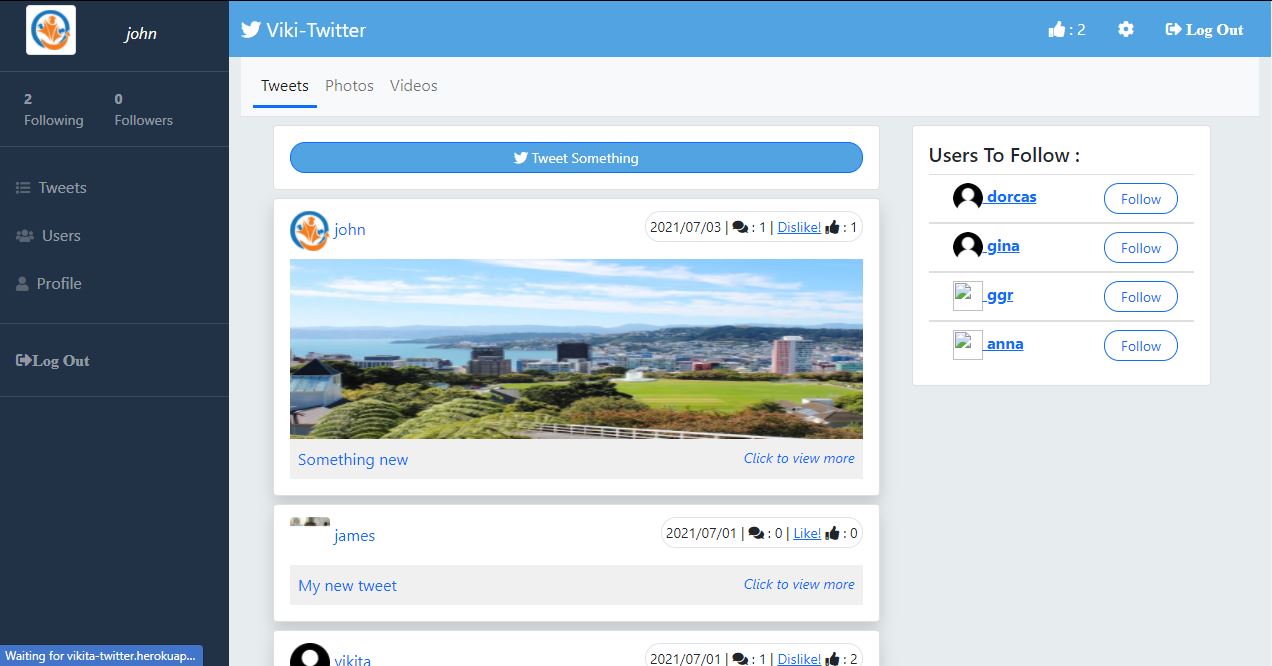 john
2 0
Following Followers
Tweets
Users
Profile
Log Out
Waiting for vikita-twitter.herokuap...
Viki-Twitter : 2 Log Out
Tweets Photos Videos
Tweet Something
john 2021/07/03 | : 1 | Dislike! : 1
Something new Click to view more
james 2021/07/01 | : 0 | Like! : 0
My new tweet Click to view more
vikita 2021/07/01 | : 1 | Dislike! : 2
Users To Follow :
dorcas Follow
gina Follow
ggr Follow
anna Follow